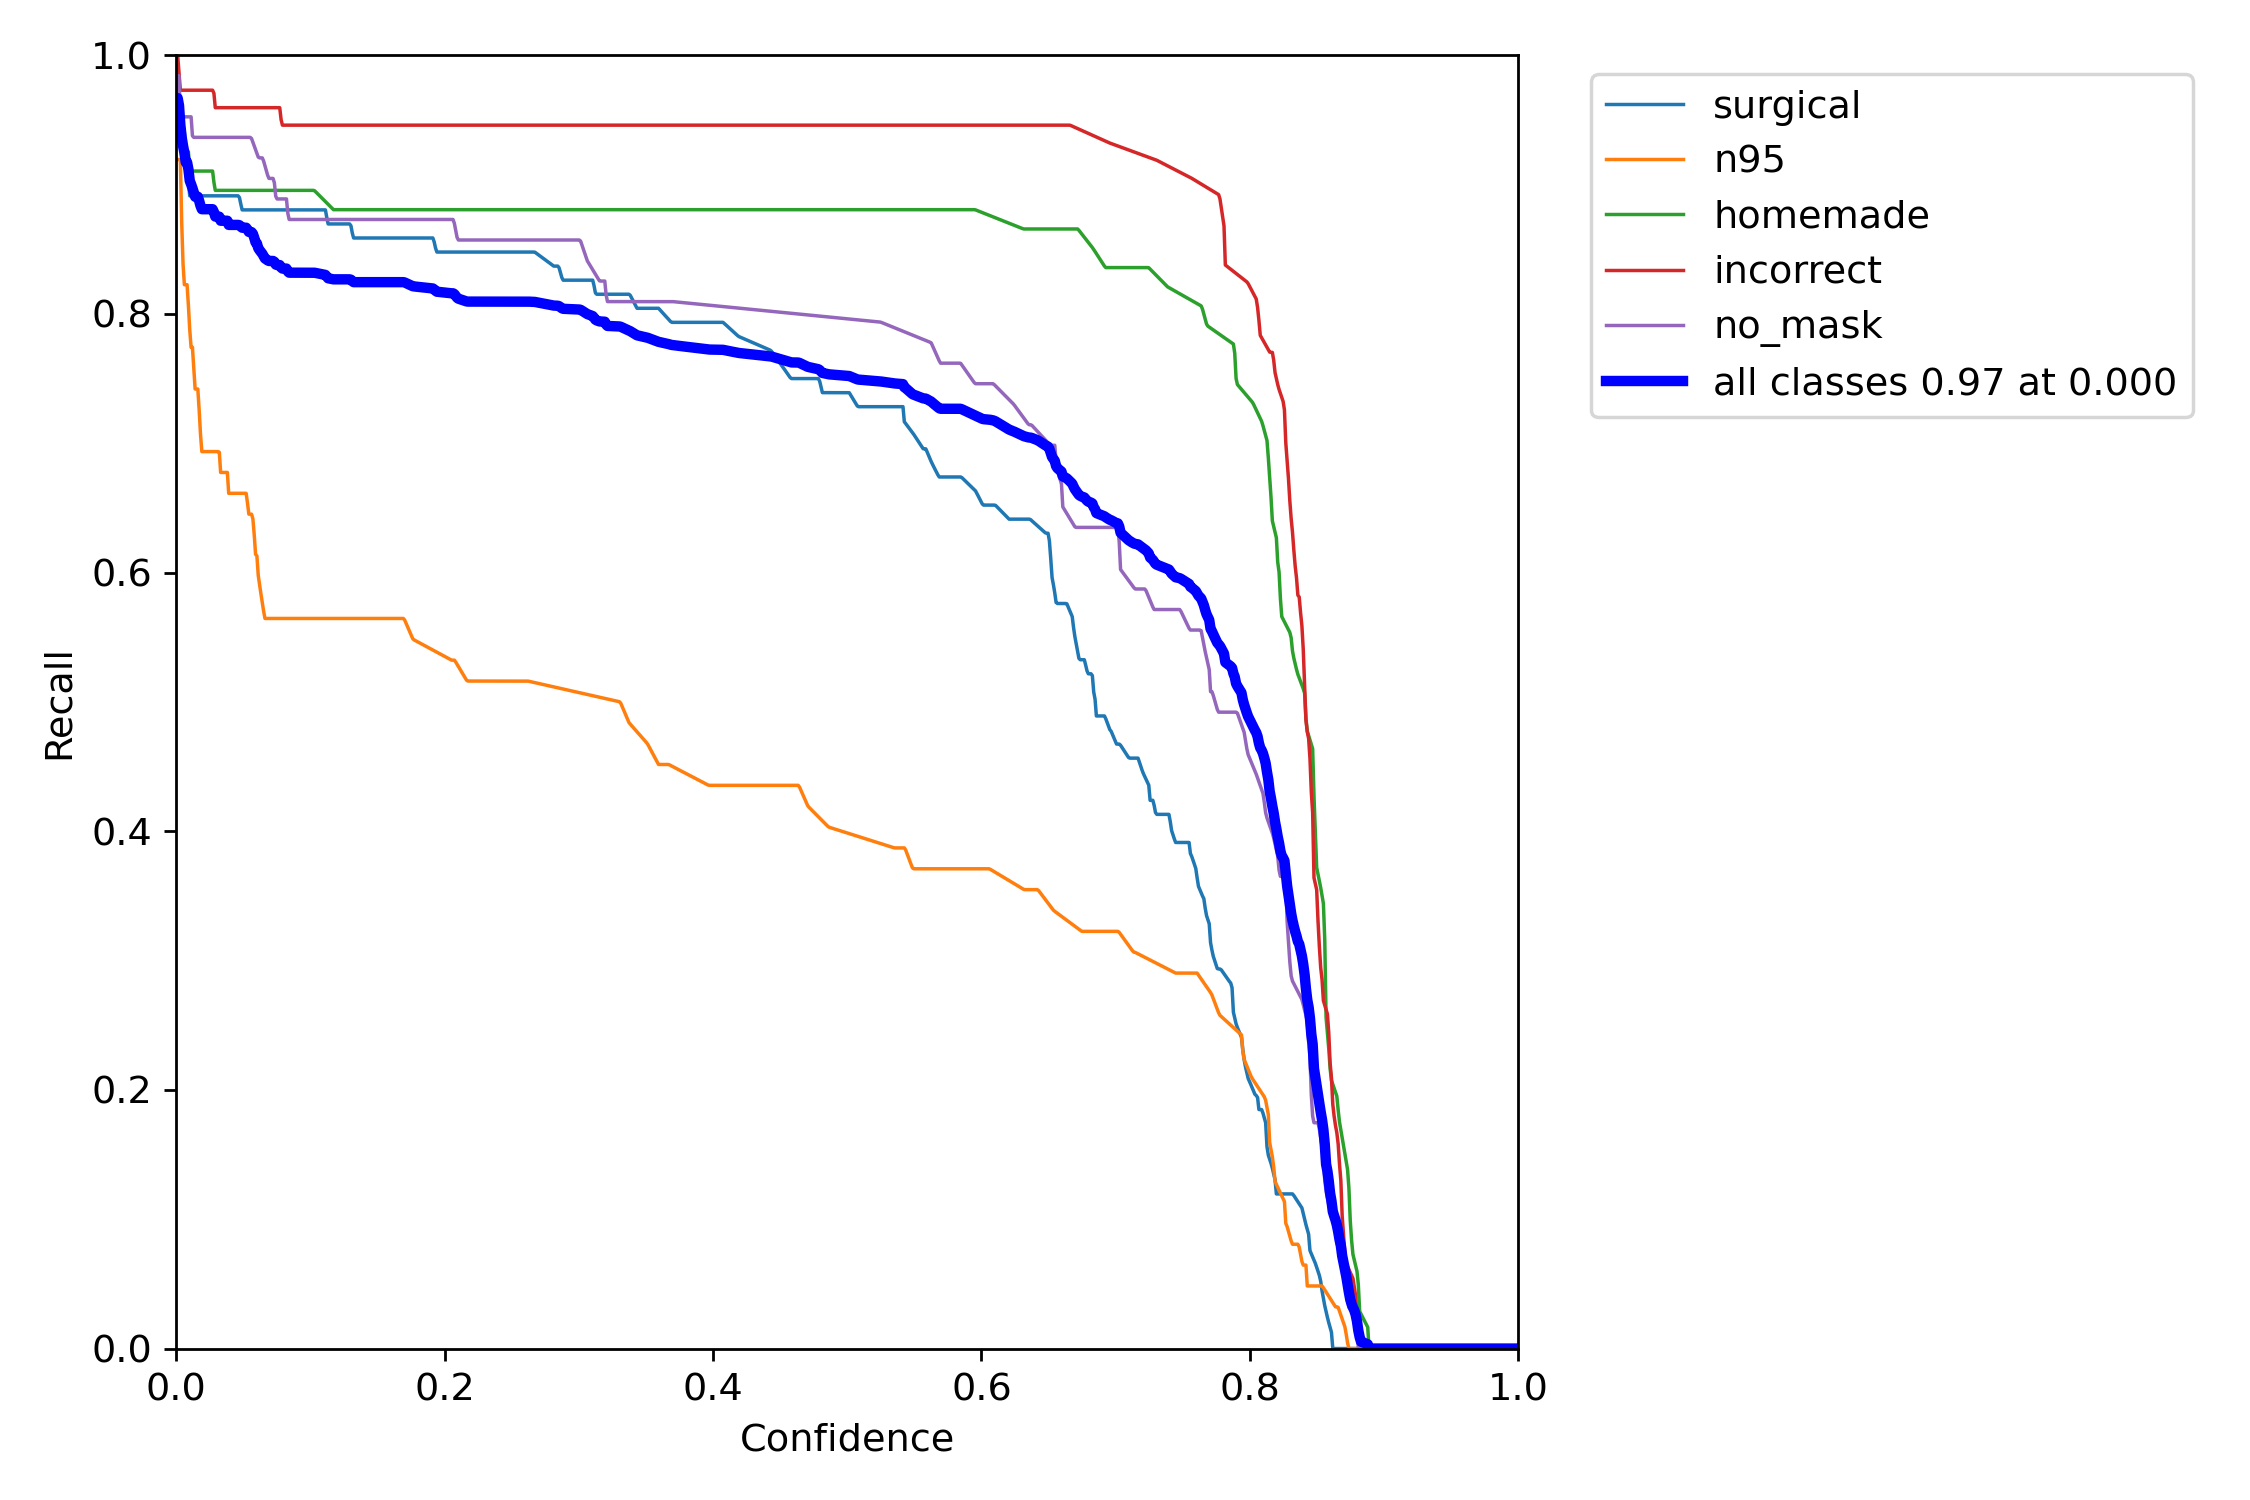 1.0
0.8
0.6
0.4
0.2
0.0
Recall
0.0 0.2 0.4 0.6 0.8 1.0
Confidence
surgical
n95
homemade
incorrect
no_mask
all classes 0.97 at 0.000